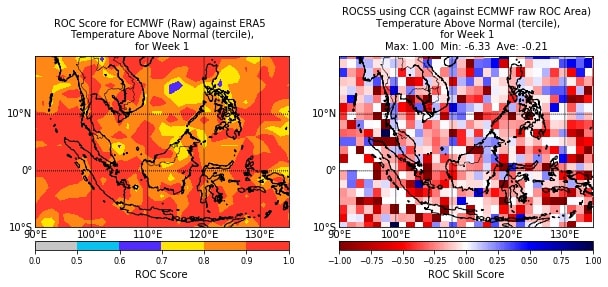 ROC Score for ECMWF (Raw) against ERA5
Temperature Above Normal (tercile),
for Week 1
10°N
0°
10°S
90°E 100°E 110°E 120°E 130°E
0.0 0.5 0.6 0.7 0.8 0.9 1.0
ROC Score
ROCSS using CCR (against ECMWF raw ROC Area)
Temperature Above Normal (tercile),
for Week 1
Max: 1.00 Min: -6.33 Ave: -0.21
10°N
0°
10°S
90°E 100°E 110°E 120°E 130°E
−1.00 −0.75 −0.50 −0.25 0.00 0.25 0.50 0.75 1.00
ROC Skill Score